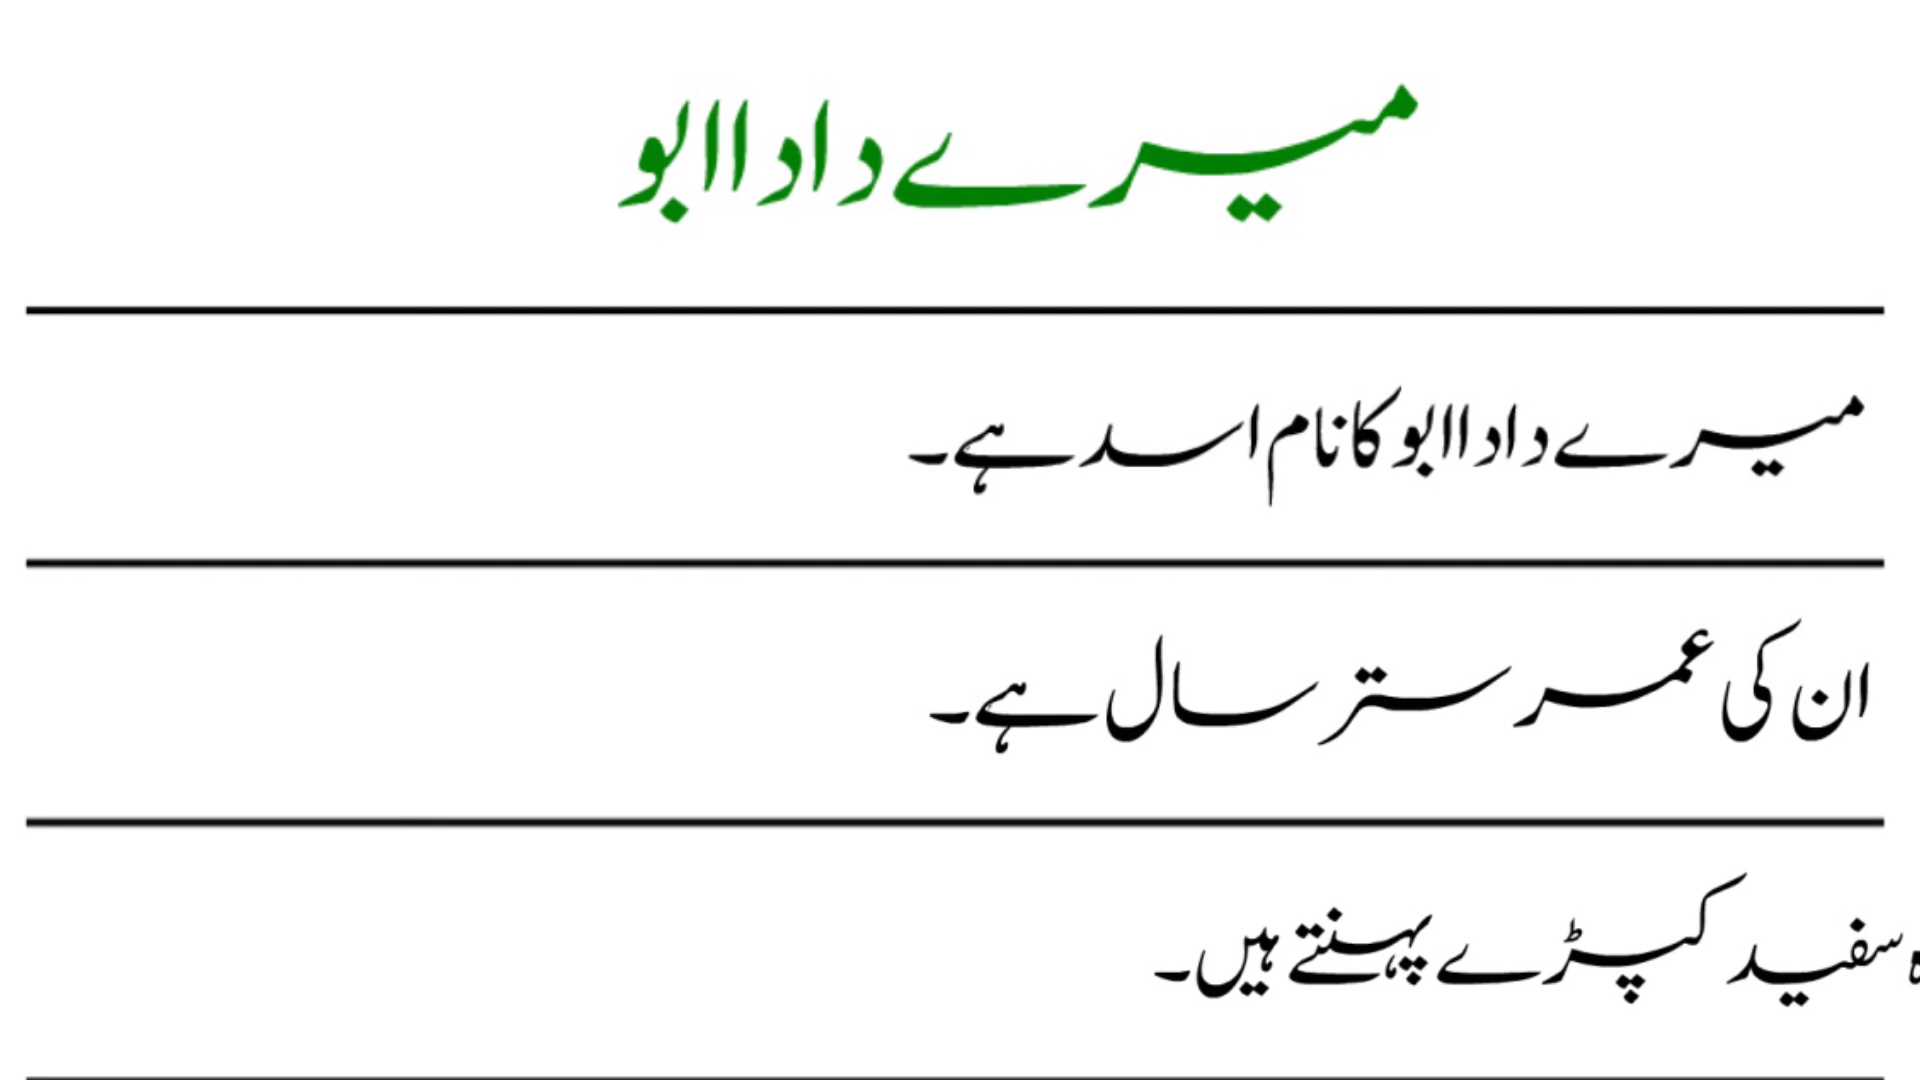 میرے دادا ابو
میرے دادا ابو کا نام اسد ہے۔
ان کی عمر ستر سال ہے۔
سفید کپڑے پہنتے ہیں۔